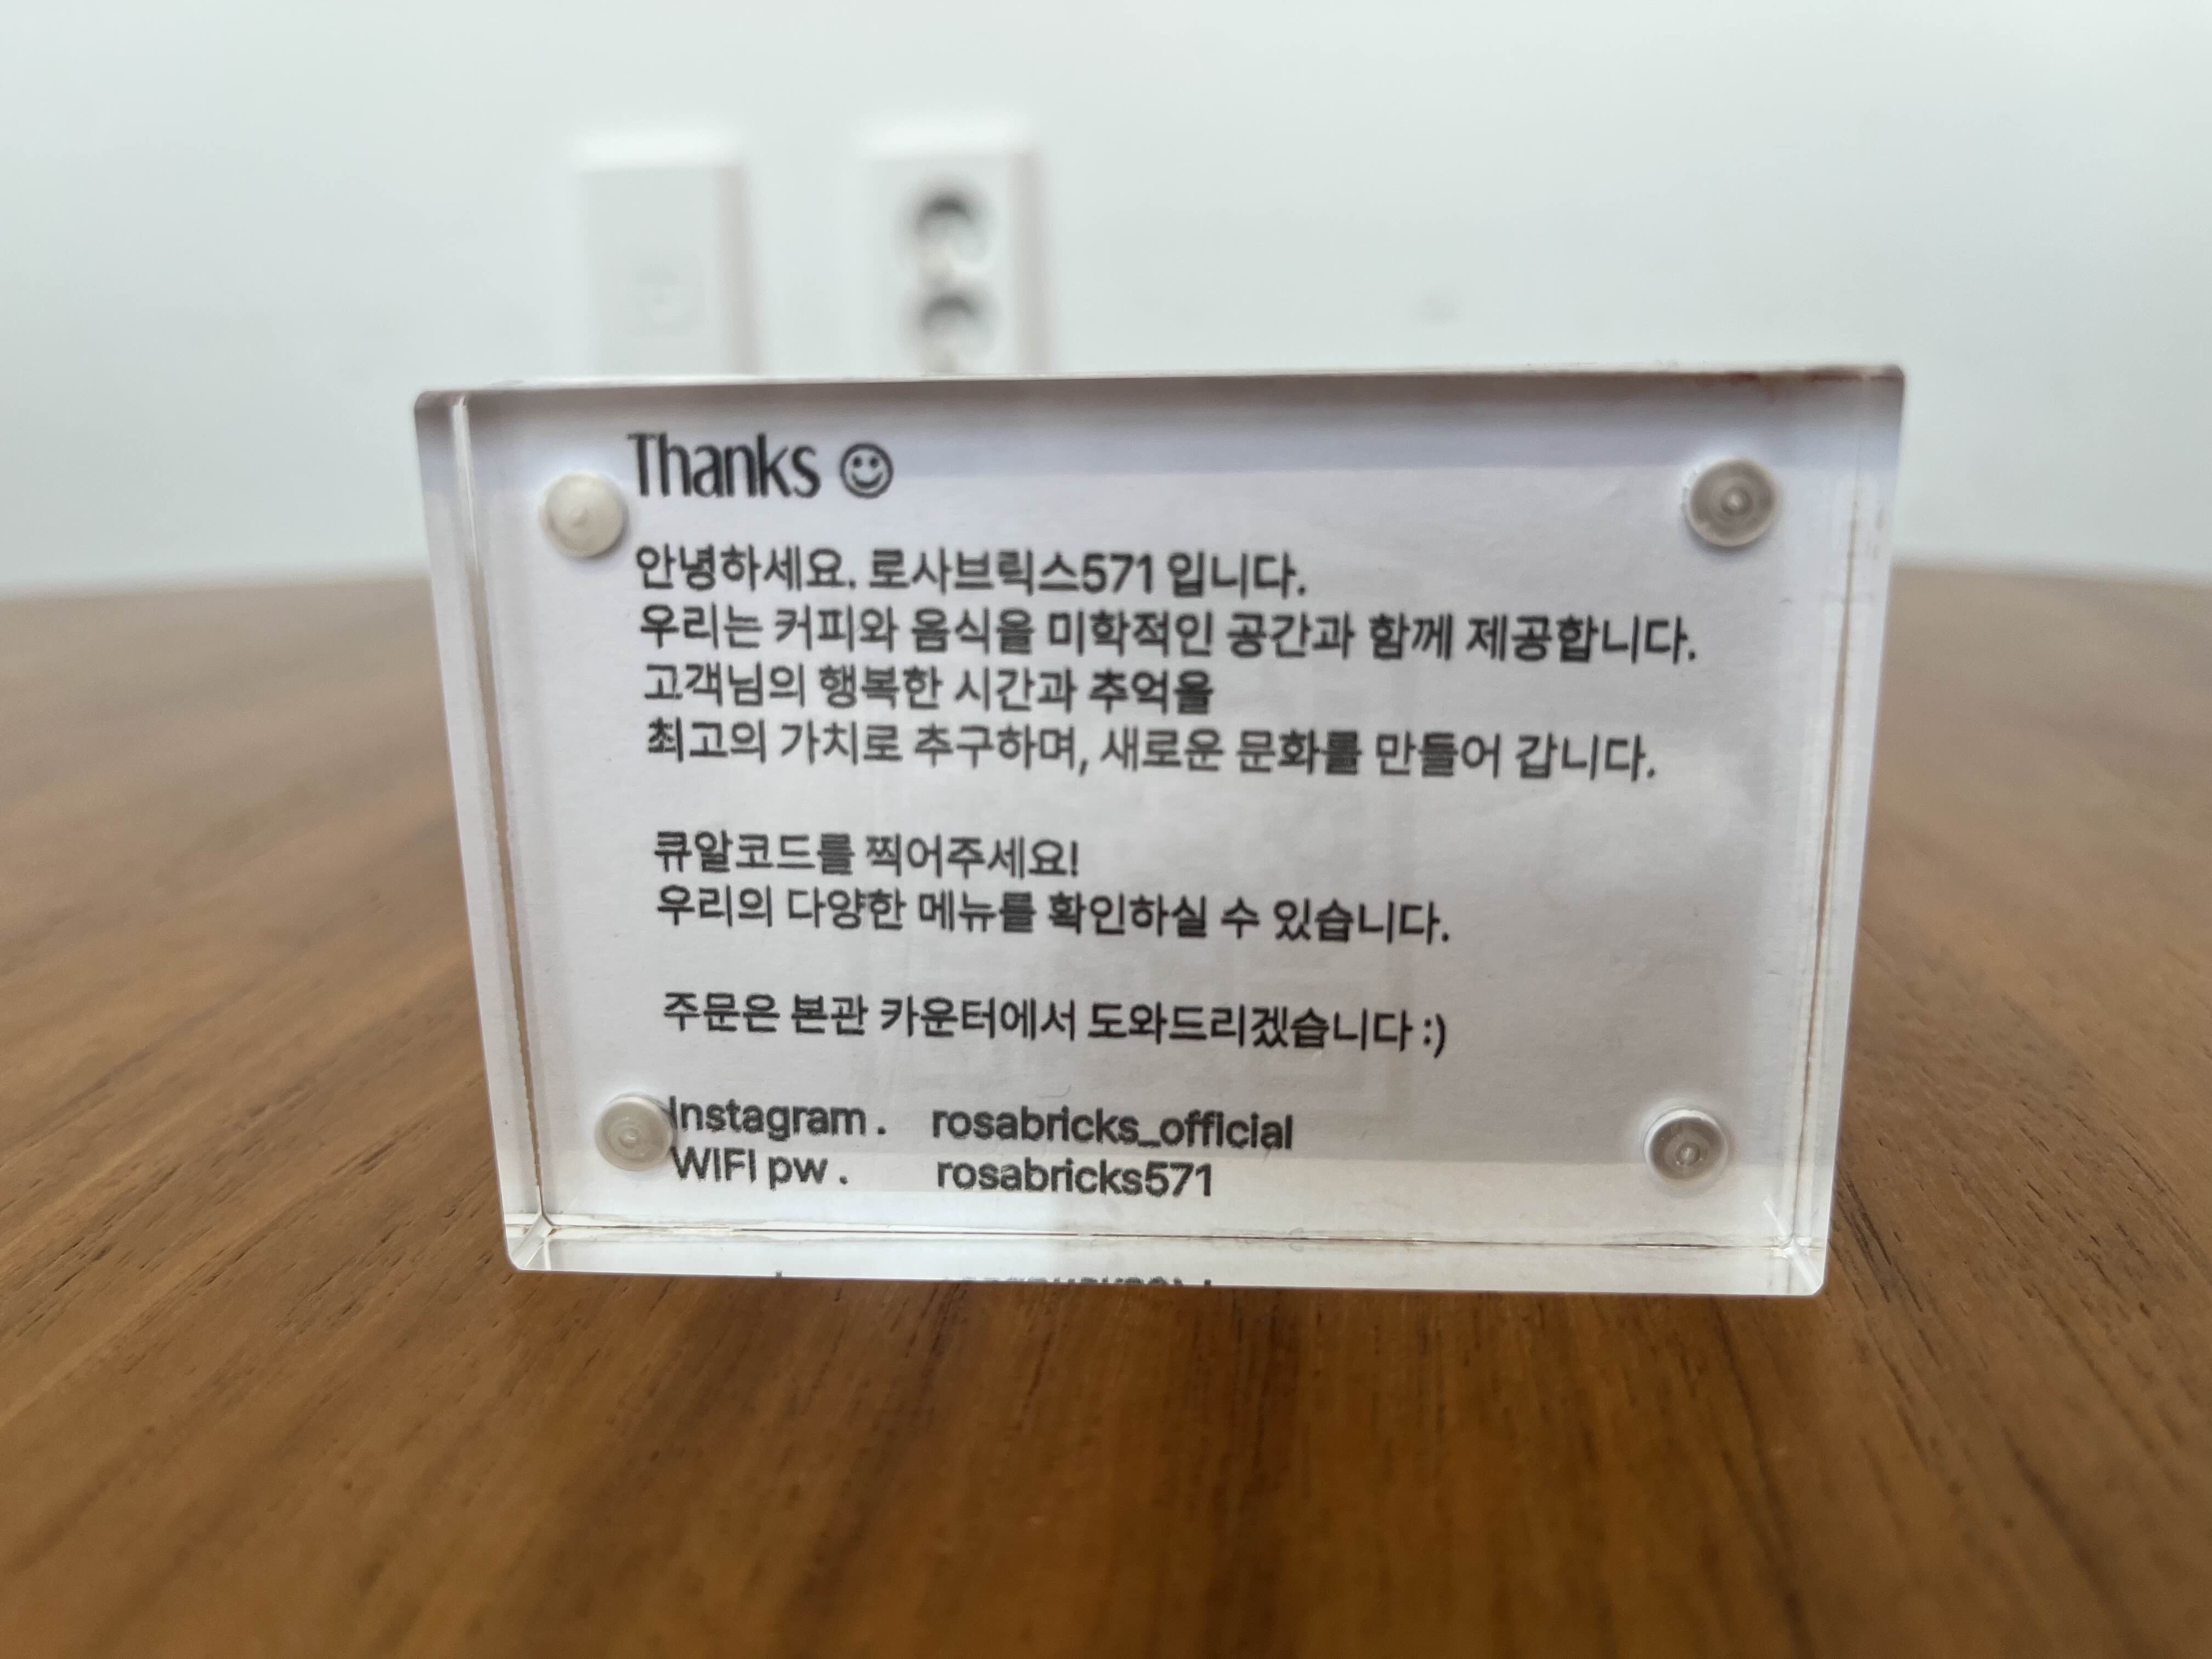 Thanks ☺
안녕하세요. 로사브릭스571 입니다.
우리는 커피와 음식을 미학적인 공간과 함께 제공합니다.
고객님의 행복한 시간과 추억을
최고의 가치로 추구하며, 새로운 문화를 만들어 갑니다.
큐알코드를 찍어주세요!
우리의 다양한 메뉴를 확인하실 수 있습니다.
주문은 본관 카운터에서 도와드리겠습니다 :)
Instagram . rosabricks_official
WIFI pw . rosabricks571